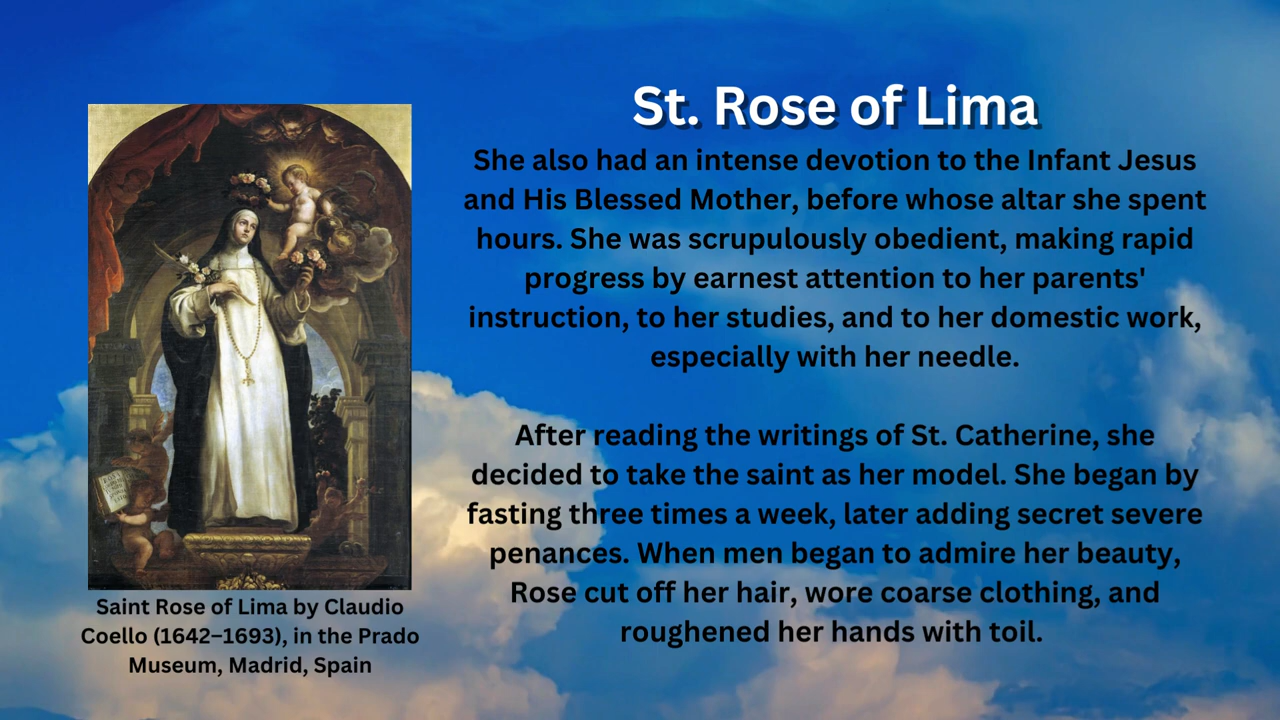 St. Rose of Lima
She also had an intense devotion to the Infant Jesus
and His Blessed Mother, before whose altar she spent
hours. She was scrupulously obedient, making rapid
progress by earnest attention to her parents'
instruction, to her studies, and to her domestic work,
especially with her needle.
After reading the writings of St. Catherine, she
decided to take the saint as her model. She began by
fasting three times a week, later adding secret severe
penances. When men began to admire her beauty,
Rose cut off her hair, wore coarse clothing, and
roughened her hands with toil.
Saint Rose of Lima by Claudio
Coello (1642–1693), in the Prado
Museum, Madrid, Spain